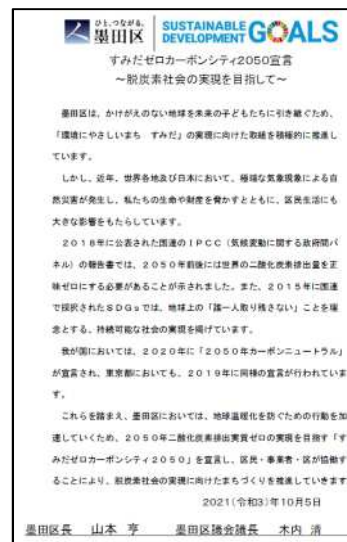 ひと、つながる。
墨田区
SUSTAINABLE
DEVELOPMENT GOALS
すみだゼロカーボンシティ2050宣言
～脱炭素社会の実現を目指して～
墨田区は、かけがえのない地球を未来の子どもたちに引き継ぐため、
「環境にやさしいまち　すみだ」の実現に向けた取組を積極的に推進し
ています。
しかし、近年、世界各地及び日本において、極端な気象現象による自
然災害が発生し、私たちの生命や財産を脅かすとともに、区民生活にも
大きな影響をもたらしています。
２０１８年に公表された国連のＩＰＣＣ（気候変動に関する政府間パ
ネル）の報告書では、２０５０年前後には世界の二酸化炭素排出量を正
味ゼロにする必要があることが示されました。また、２０１５年に国連
で採択されたＳＤＧｓでは、地球上の「誰一人取り残さない」ことを理
念とする、持続可能な社会の実現を掲げています。
我が国においては、２０２０年に「２０５０年カーボンニュートラル」
が宣言され、東京都においても、２０１９年に同様の宣言が行われていま
す。
これらを踏まえ、墨田区においては、地球温暖化を防ぐための行動を加
速していくため、２０５０年二酸化炭素排出実質ゼロの実現を目指す「す
みだゼロカーボンシティ２０５０」を宣言し、区民・事業者・区が協働す
ることにより、脱炭素社会の実現に向けたまちづくりを推進していきます
2021(令和3)年10月5日
墨田区長　山本　亨　　墨田区議会議長　木内　清